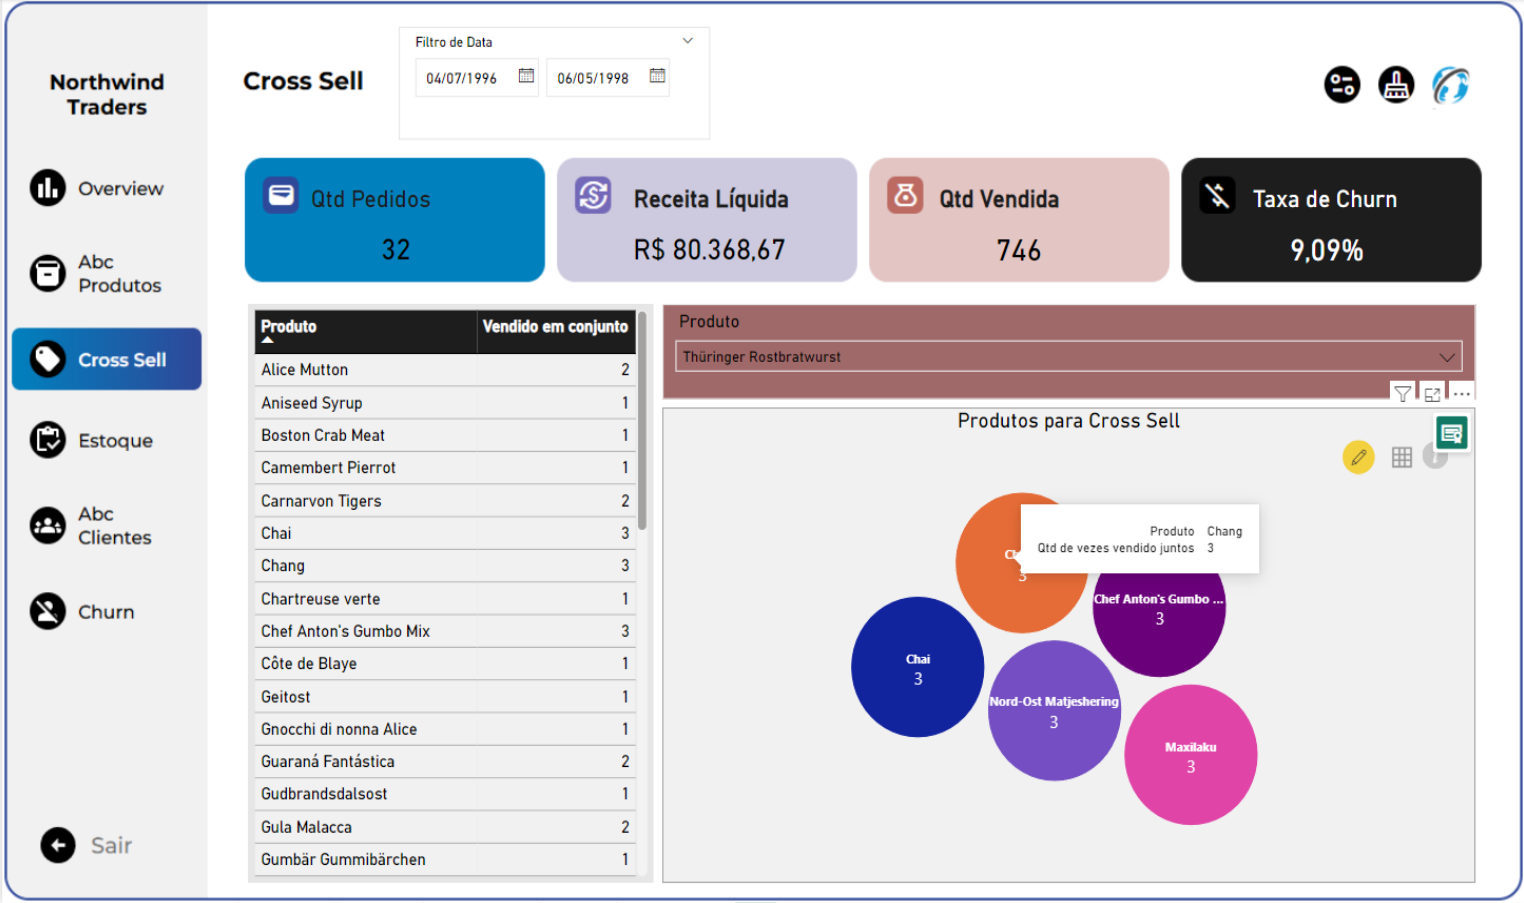 Northwind
Traders
Overview
Abc
Produtos
Cross Sell
Estoque
Abc
Clientes
Churn
Sair
Cross Sell
Filtro de Data
04/07/1996
06/05/1998
Qtd Pedidos
32
Receita Líquida
R$ 80.368,67
Qtd Vendida
746
Taxa de Churn
9,09%
Produto Vendido em conjunto
Alice Mutton 2
Aniseed Syrup 1
Boston Crab Meat 1
Camembert Pierrot 1
Carnarvon Tigers 2
Chai 3
Chang 3
Chartreuse verte 1
Chef Anton's Gumbo Mix 3
Côte de Blaye 1
Geitost 1
Gnocchi di nonna Alice 1
Guaraná Fantástica 2
Gudbrandsdalsost 1
Gula Malacca 2
Gumbär Gummibärchen 1
Produto
Thüringer Rostbratwurst
Produtos para Cross Sell
Produto Chang
Qtd de vezes vendido juntos 3
3
Chef Anton's Gumbo ...
3
Chai
3
Nord-Ost Matjeshering
3
Maxilaku
3